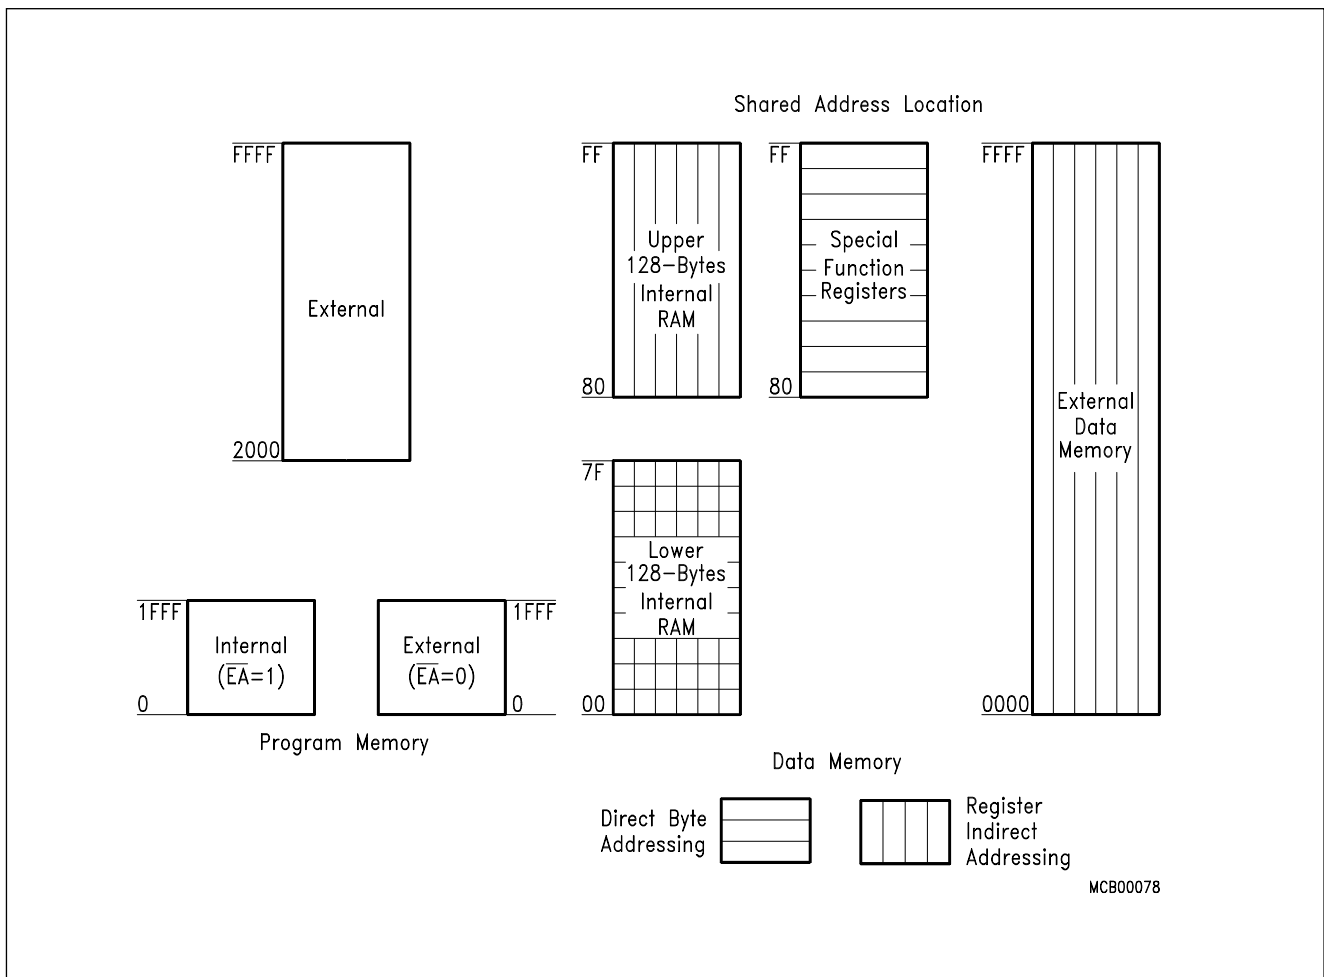 Shared Address Location
FFFF
External
2000
1FFF
Internal
(E̅A̅=1)
0
External
(E̅A̅=0)
1FFF
0
Program Memory
FF
Upper
128-Bytes
Internal
RAM
80
FF
Special
Function
Registers
80
7F
Lower
128-Bytes
Internal
RAM
00
FFFF
External
Data
Memory
0000
Data Memory
Direct Byte
Addressing
Register
Indirect
Addressing
MCB00078